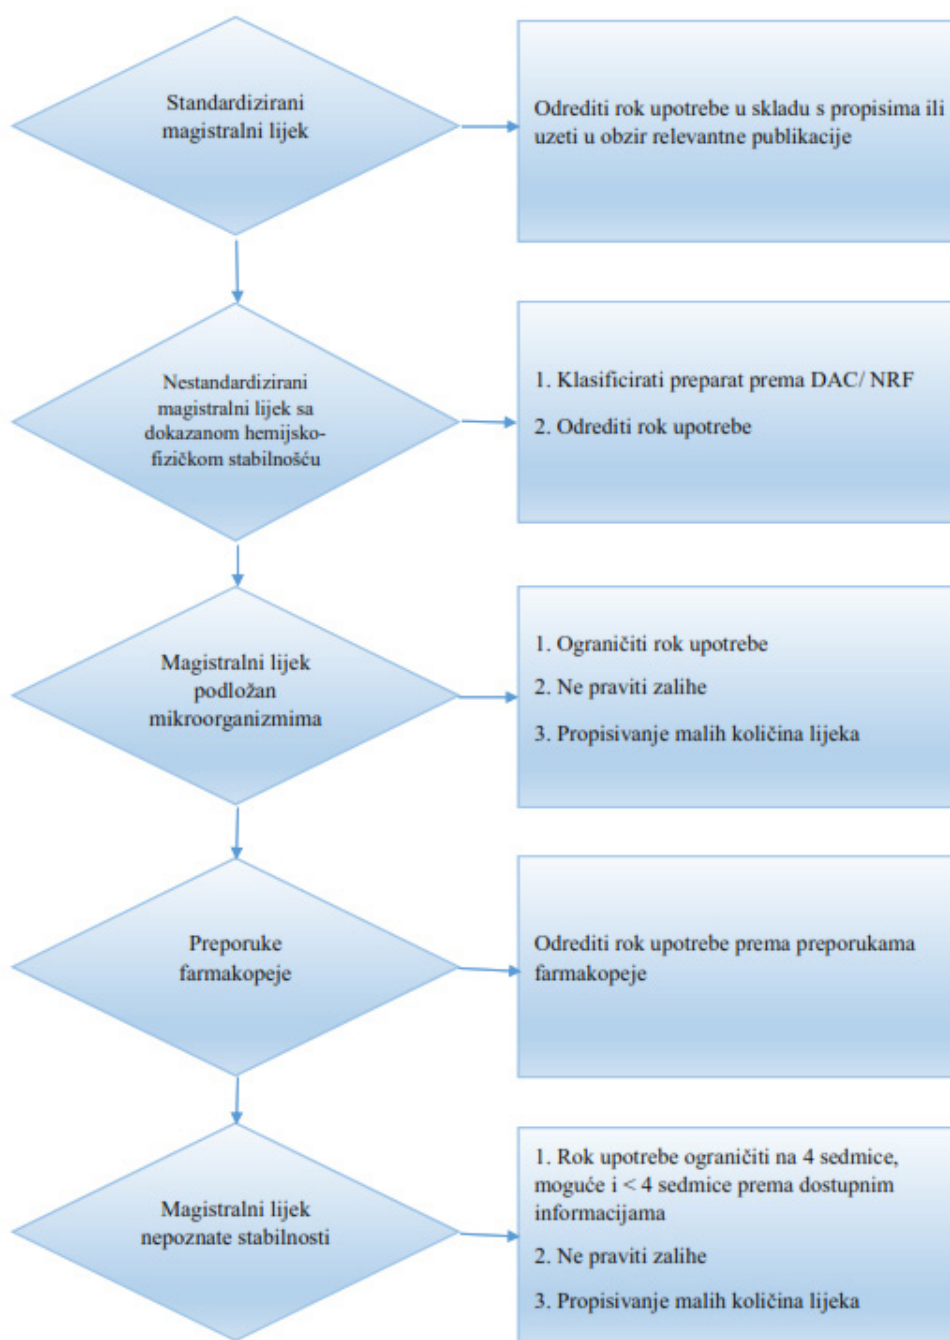 Standardizirani
magistralni lijek
Odrediti rok upotrebe u skladu s propisima ili
uzeti u obzir relevantne publikacije
Nestandardizirani
magistralni lijek sa
dokazanom hemijsko-
fizičkom stabilnošću
1. Klasificirati preparat prema DAC/ NRF
2. Odrediti rok upotrebe
Magistralni lijek
podložan
mikroorganizmima
1. Ograničiti rok upotrebe
2. Ne praviti zalihe
3. Propisivanje malih količina lijeka
Preporuke
farmakopeje
Odrediti rok upotrebe prema preporukama
farmakopeje
Magistralni lijek
nepoznate stabilnosti
1. Rok upotrebe ograničiti na 4 sedmice,
moguće i < 4 sedmice prema dostupnim
informacijama
2. Ne praviti zalihe
3. Propisivanje malih količina lijeka